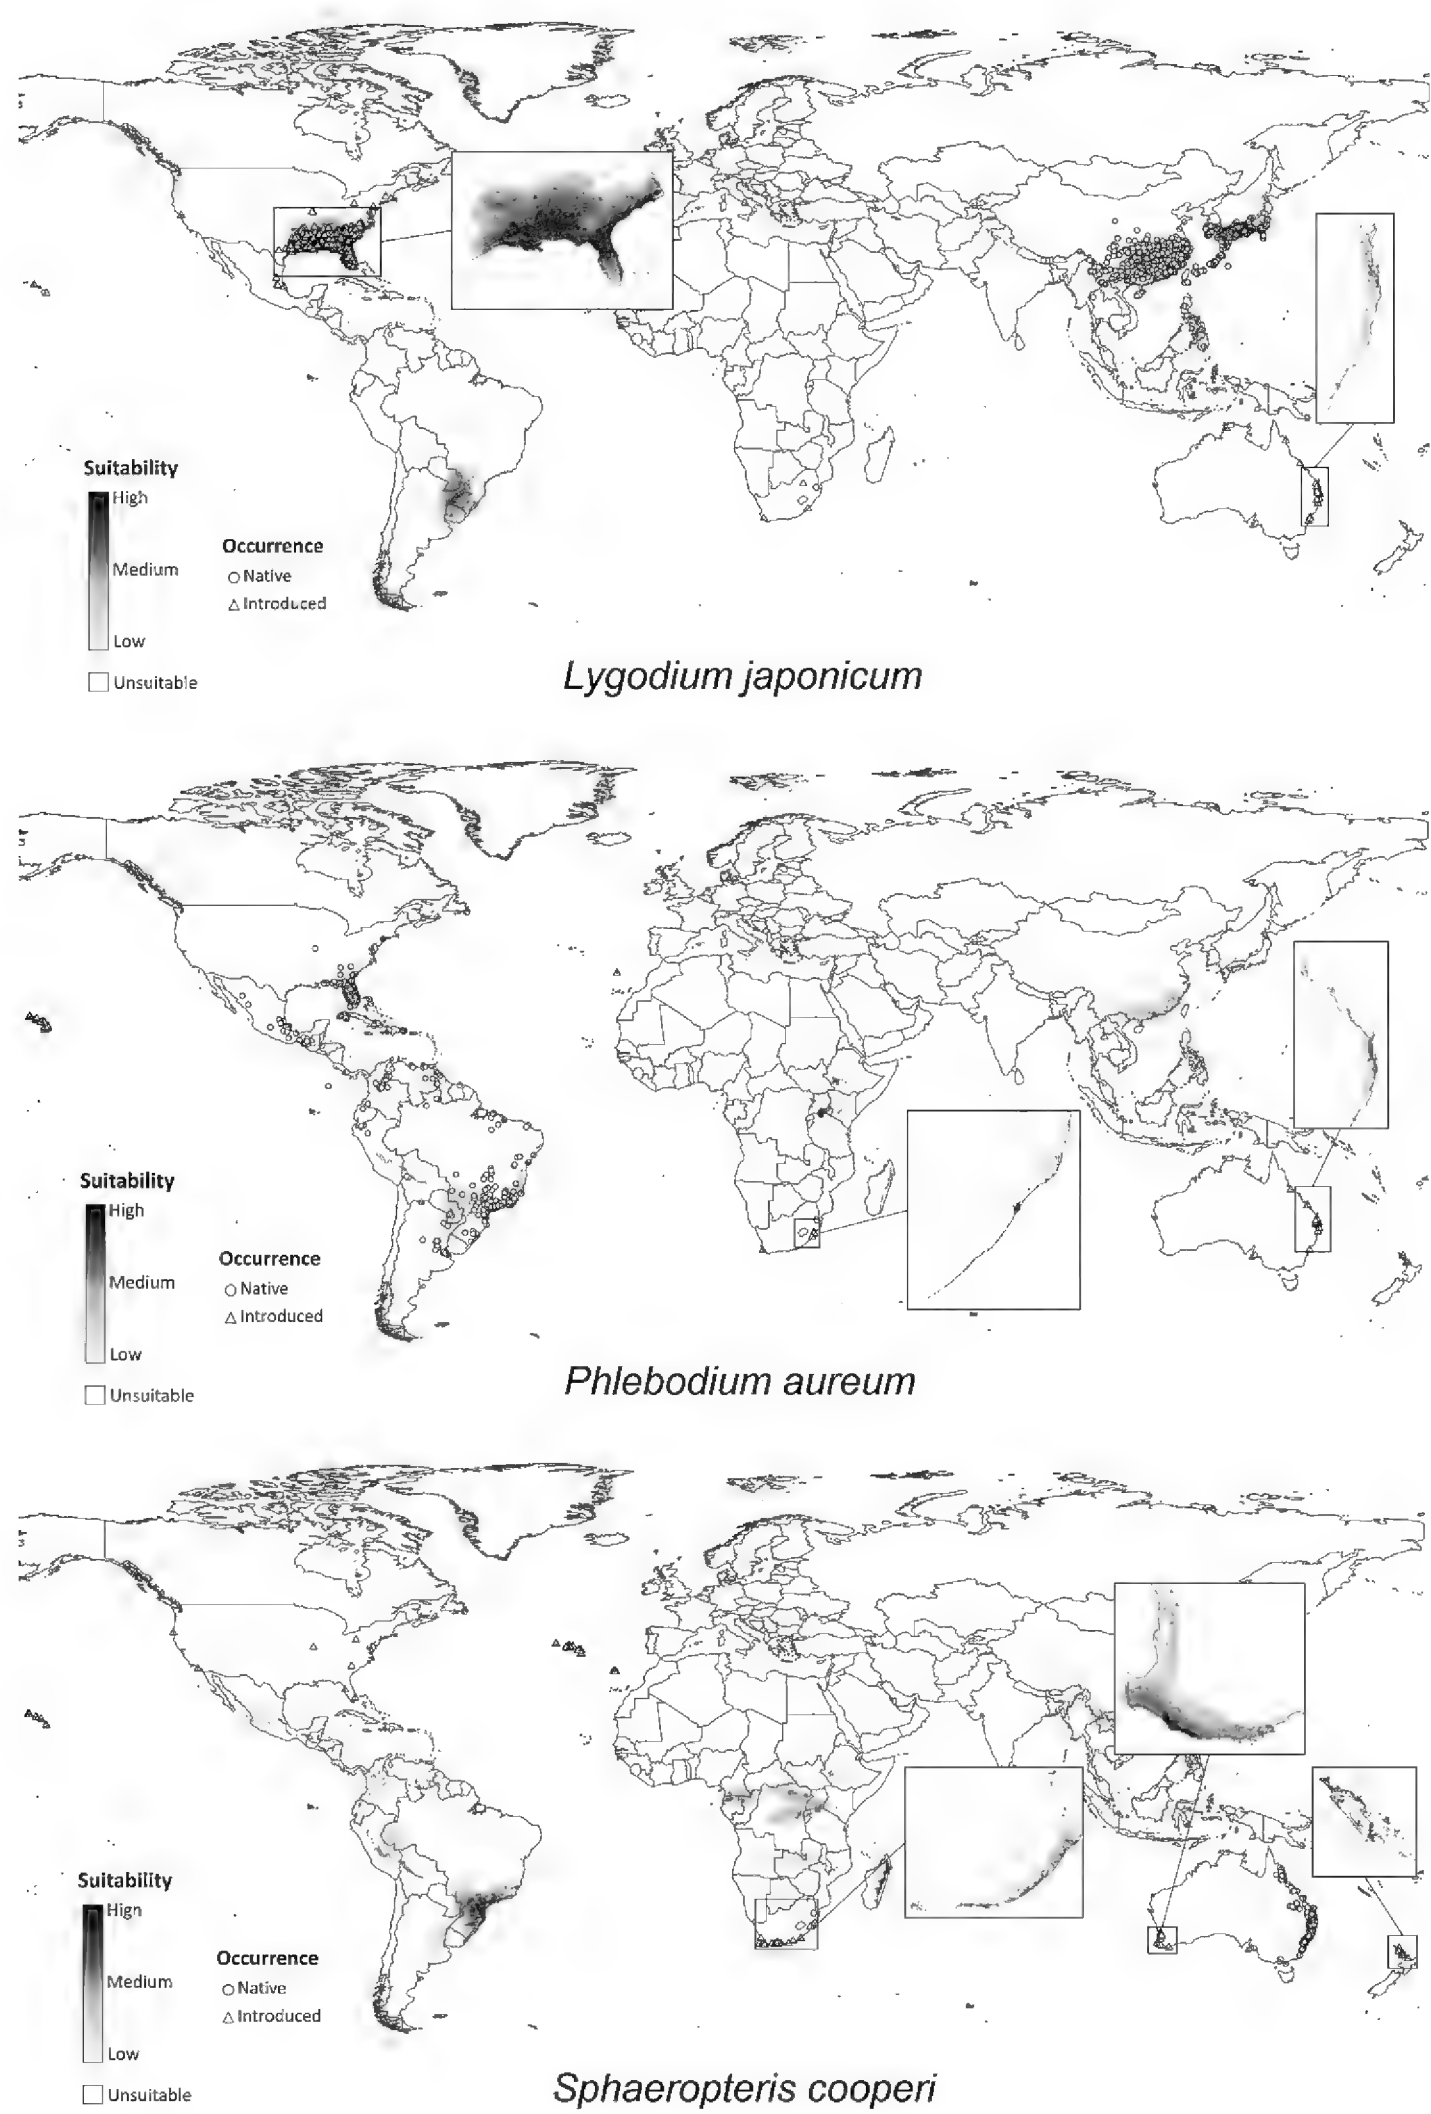 Suitability
High
Medium
Low
Unsuitable
Occurrence
Native
Introduced
Lygodium japonicum
Suitability
High
Medium
Low
Unsuitable
Occurrence
Native
Introduced
Phlebodium aureum
Suitability
High
Medium
Low
Unsuitable
Occurrence
Native
Introduced
Sphaeropteris cooperi